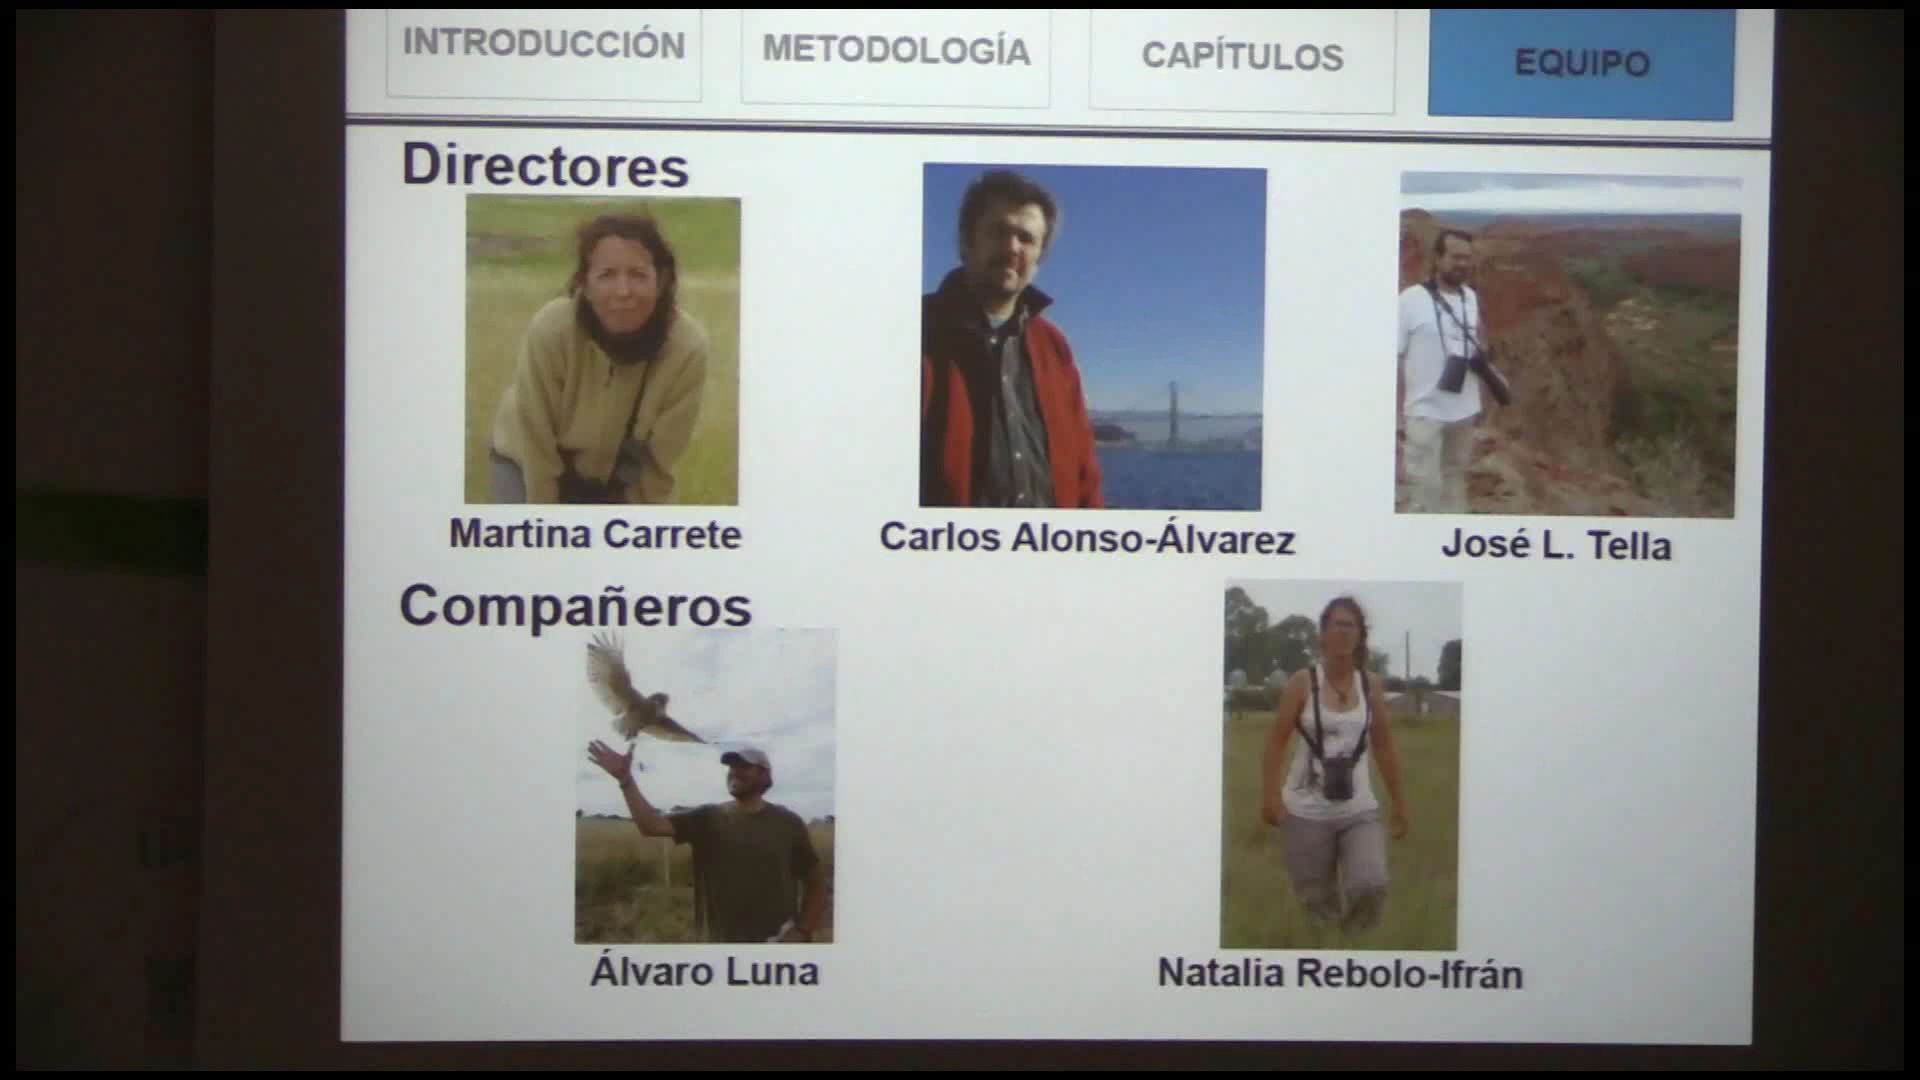 INTRODUCCIÓN
METODOLOGÍA
CAPÍTULOS
EQUIPO
Directores
Martina Carrete
Carlos Alonso-Álvarez
José L. Tella
Compañeros
Álvaro Luna
Natalia Rebolo-Ifrán